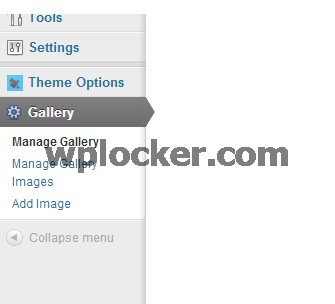 Tools
Settings
Theme Options
Gallery
Manage Gallery
Manage Gallery
Images
Add Image
Collapse menu
wplocker.com